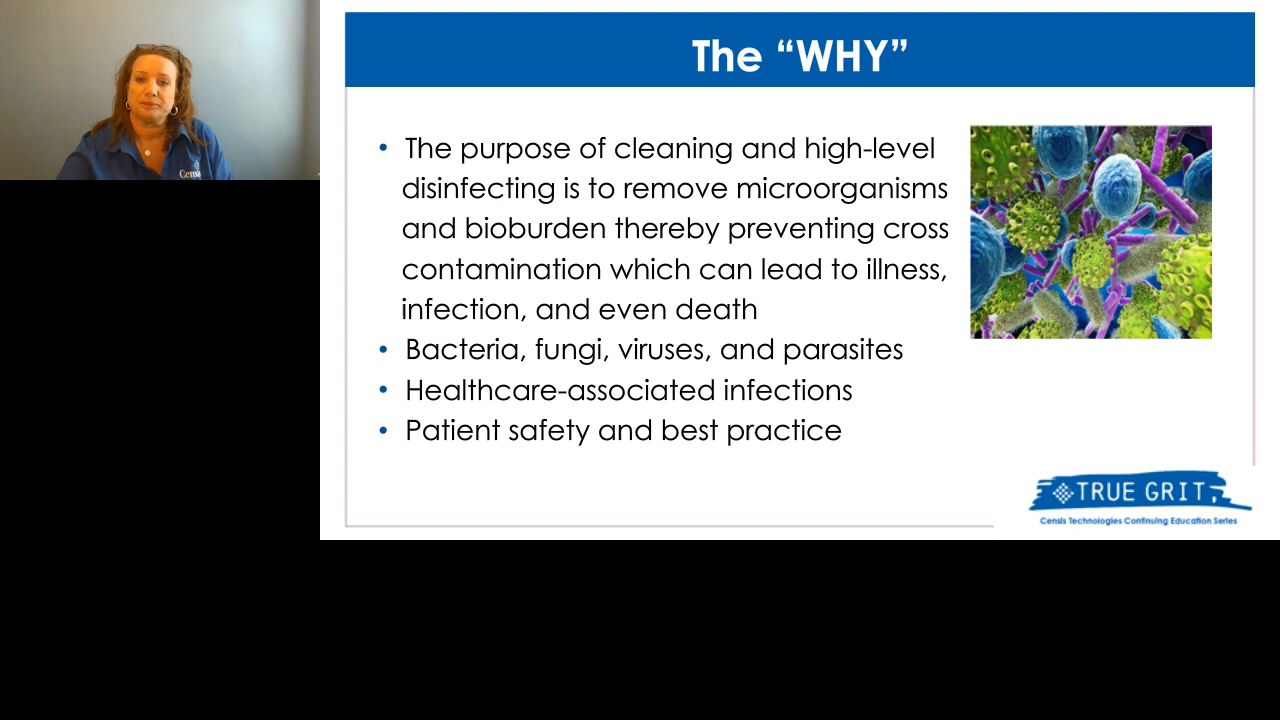 The “WHY”
• The purpose of cleaning and high-level
disinfecting is to remove microorganisms
and bioburden thereby preventing cross
contamination which can lead to illness,
infection, and even death
• Bacteria, fungi, viruses, and parasites
• Healthcare-associated infections
• Patient safety and best practice
TRUE GRIT
Censis Technologies Continuing Education Series